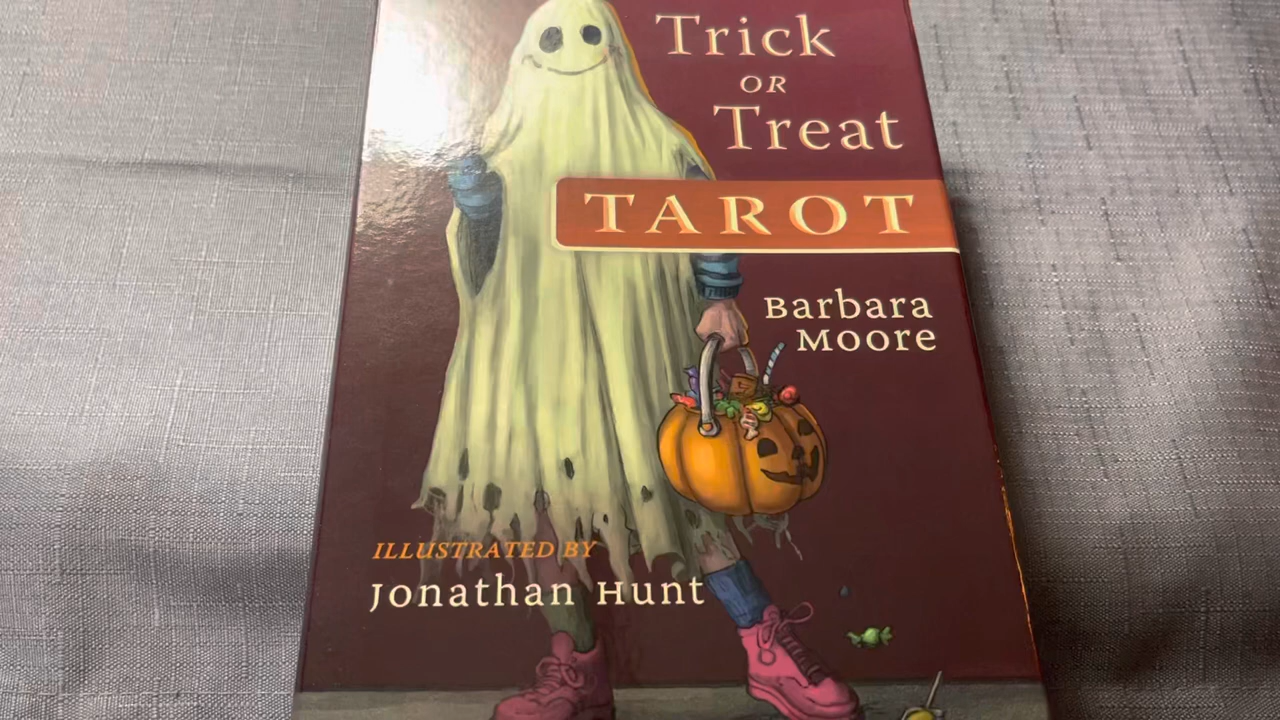 Trick
OR
Treat
TAROT
Barbara
Moore
ILLUSTRATED BY
Jonathan Hunt